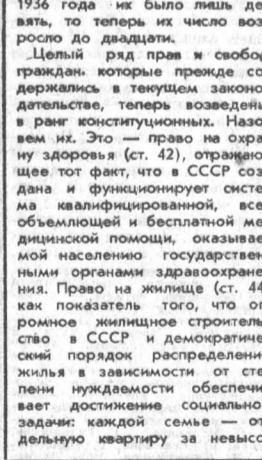 1936 года их было лишь де
вять, то теперь их число воз
росло до двадцати.
„Целый ряд прав и свобод
граждан, которые прежде со
держались в текущем законо
дательстве, теперь возведены
в ранг конституционных. Назо
вем их. Это — право на охра
ну здоровья (ст. 42), отражаю
щее тот факт, что в СССР соз
дана и функционирует систе
ма квалифицированной, все
объемлющей и бесплатной ме
дицинской помощи, оказывае
мой населению государствен
ными органами здравоохране
ния. Право на жилище (ст. 44
как показатель того, что ог
ромное жилищное строитель
ство в СССР и демократиче
ский порядок распределени
жилья в зависимости от сте
пени нуждаемости обеспечи
вает достижение социально
задачи: каждой семье — от
дельную квартиру за невысо